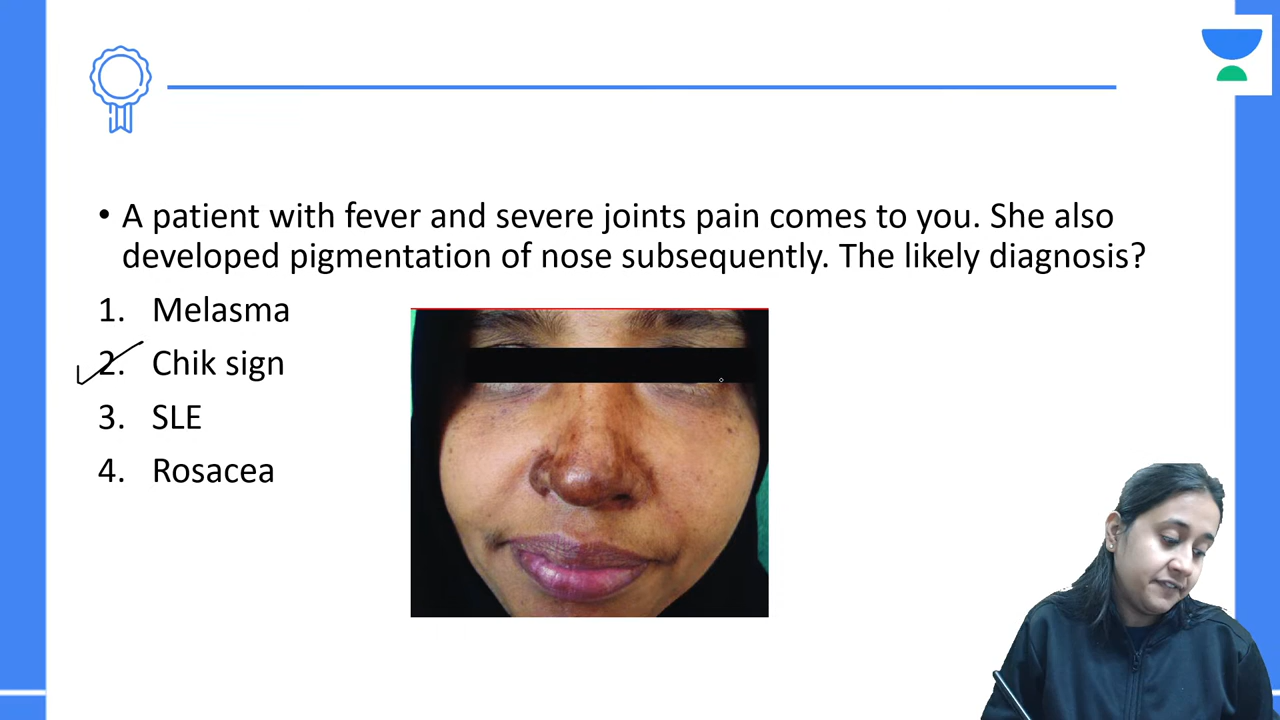 • A patient with fever and severe joints pain comes to you. She also
developed pigmentation of nose subsequently. The likely diagnosis?
1. Melasma
2. Chik sign
3. SLE
4. Rosacea